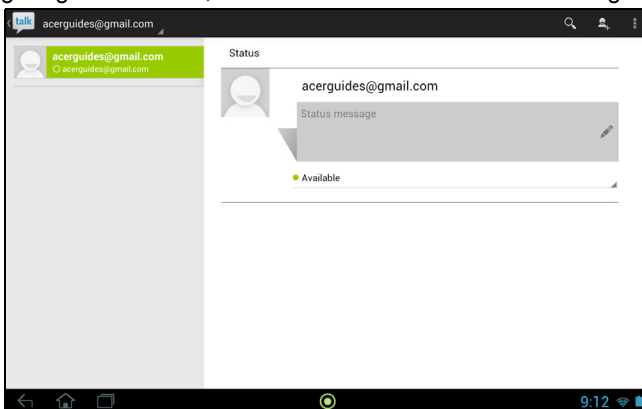 talk acerguides@gmail.com
acerguides@gmail.com
acerguides@gmail.com
Status
acerguides@gmail.com
Status message
Available
9:12